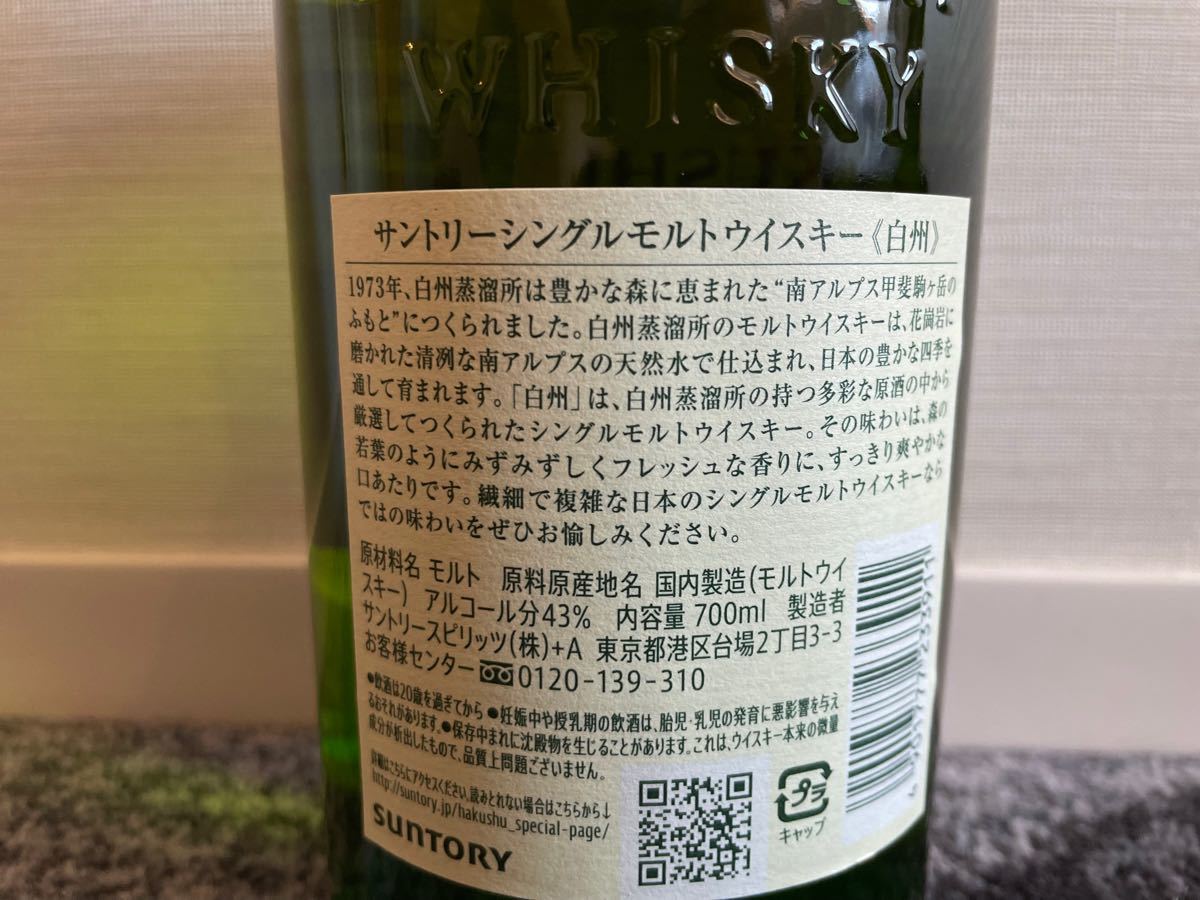 WHISKY
サントリーシングルモルトウイスキー《白州》
1973年、白州蒸溜所は豊かな森に恵まれた“南アルプス甲斐駒ヶ岳の
ふもと”につくられました。白州蒸溜所のモルトウイスキーは、花崗岩に
磨かれた清冽な南アルプスの天然水で仕込まれ、日本の豊かな四季を
通して育まれます。「白州」は、白州蒸溜所の持つ多彩な原酒の中から
厳選してつくられたシングルモルトウイスキー。その味わいは、森の
若葉のようにみずみずしくフレッシュな香りに、すっきり爽やかな
口あたりです。繊細で複雑な日本のシングルモルトウイスキーなら
ではの味わいをぜひお愉しみください。
原材料名 モルト 原料原産地名 国内製造(モルトウイ
スキー) アルコール分43% 内容量 700ml 製造者
サントリースピリッツ(株)+A 東京都港区台場2丁目3-3
お客様センター 0120-139-310
●飲酒は20歳を過ぎてから ●妊娠中や授乳期の飲酒は、胎児・乳児の発育に悪影響を与え
るおそれがあります。●保存中まれに沈殿物を生じることがあります。これは、ウイスキー本来の微量
成分が析出したもので、品質上問題ございません。
詳細はこちらにアクセスください。読みとれない場合はこちらから↓
http://suntory.jp/hakushu_special-page/
SUNTORY
プラ
キャップ